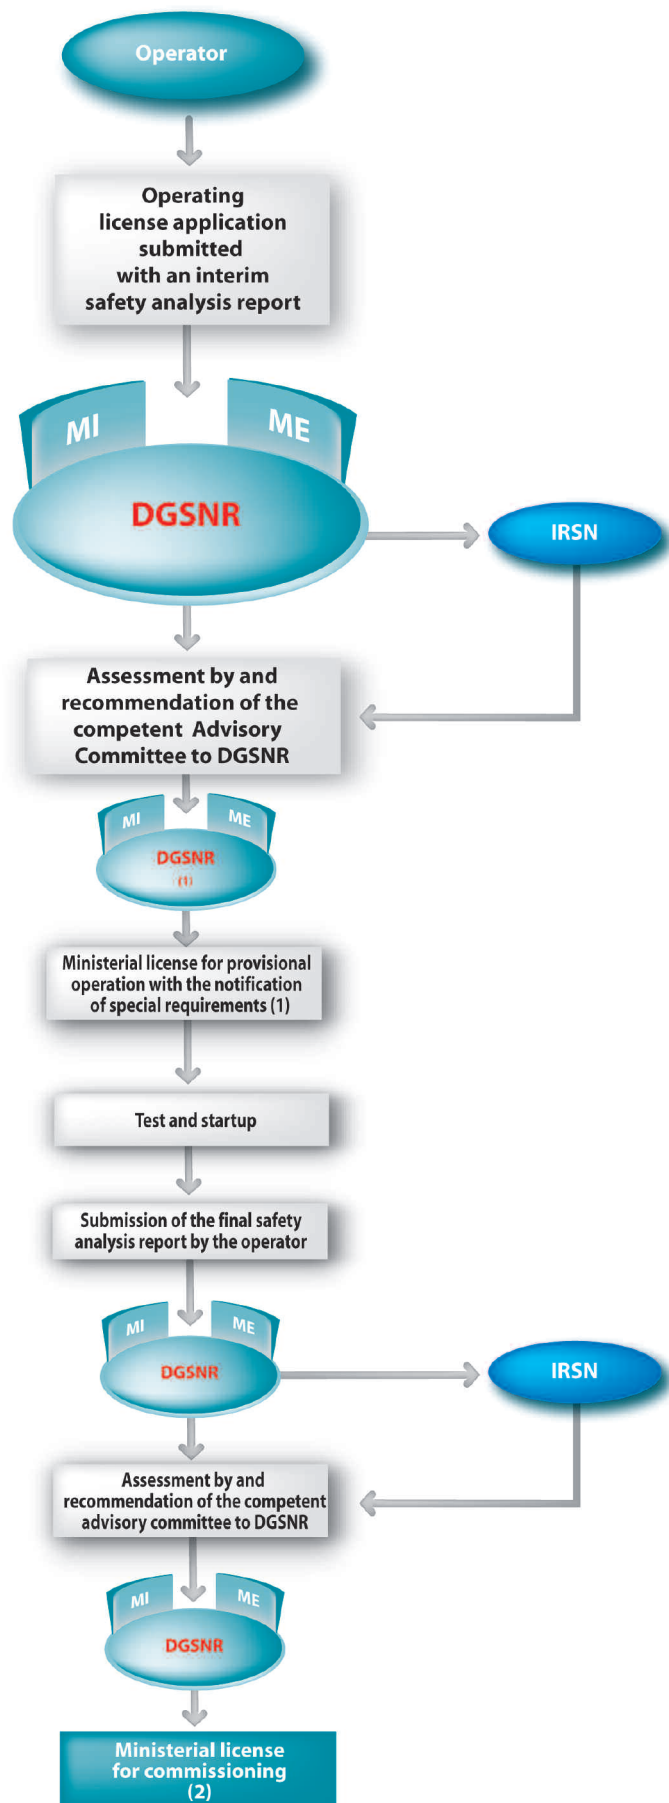 Operator
Operating
license application
submitted
with an interim
safety analysis report
MI
ME
DGSNR
IRSN
Assessment by and
recommendation of the
competent Advisory
Committee to DGSNR
MI
ME
DGSNR
(1)
Ministerial license for provisional
operation with the notification
of special requirements (1)
Test and startup
Submission of the final safety
analysis report by the operator
MI
ME
DGSNR
IRSN
Assessment by and
recommendation of the competent
advisory committee to DGSNR
MI
ME
DGSNR
Ministerial license
for commissioning
(2)